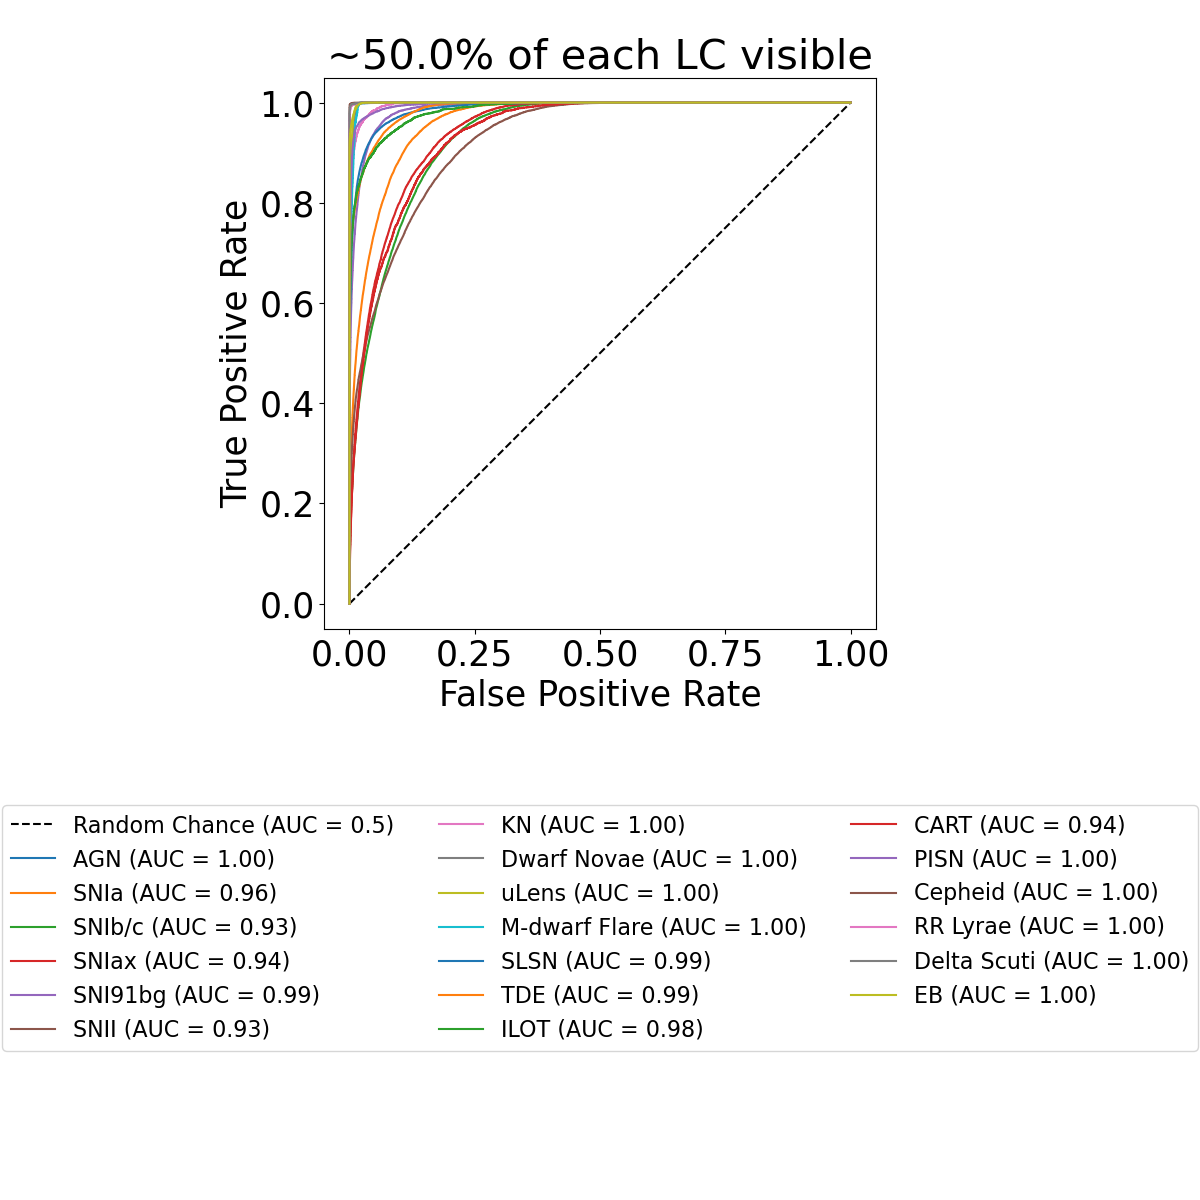 ~50.0% of each LC visible
1.0
0.8
0.6
0.4
0.2
0.0
True Positive Rate
0.00 0.25 0.50 0.75 1.00
False Positive Rate
Random Chance (AUC = 0.5)
AGN (AUC = 1.00)
SNIa (AUC = 0.96)
SNIb/c (AUC = 0.93)
SNIax (AUC = 0.94)
SNI91bg (AUC = 0.99)
SNII (AUC = 0.93)
KN (AUC = 1.00)
Dwarf Novae (AUC = 1.00)
uLens (AUC = 1.00)
M-dwarf Flare (AUC = 1.00)
SLSN (AUC = 0.99)
TDE (AUC = 0.99)
ILOT (AUC = 0.98)
CART (AUC = 0.94)
PISN (AUC = 1.00)
Cepheid (AUC = 1.00)
RR Lyrae (AUC = 1.00)
Delta Scuti (AUC = 1.00)
EB (AUC = 1.00)